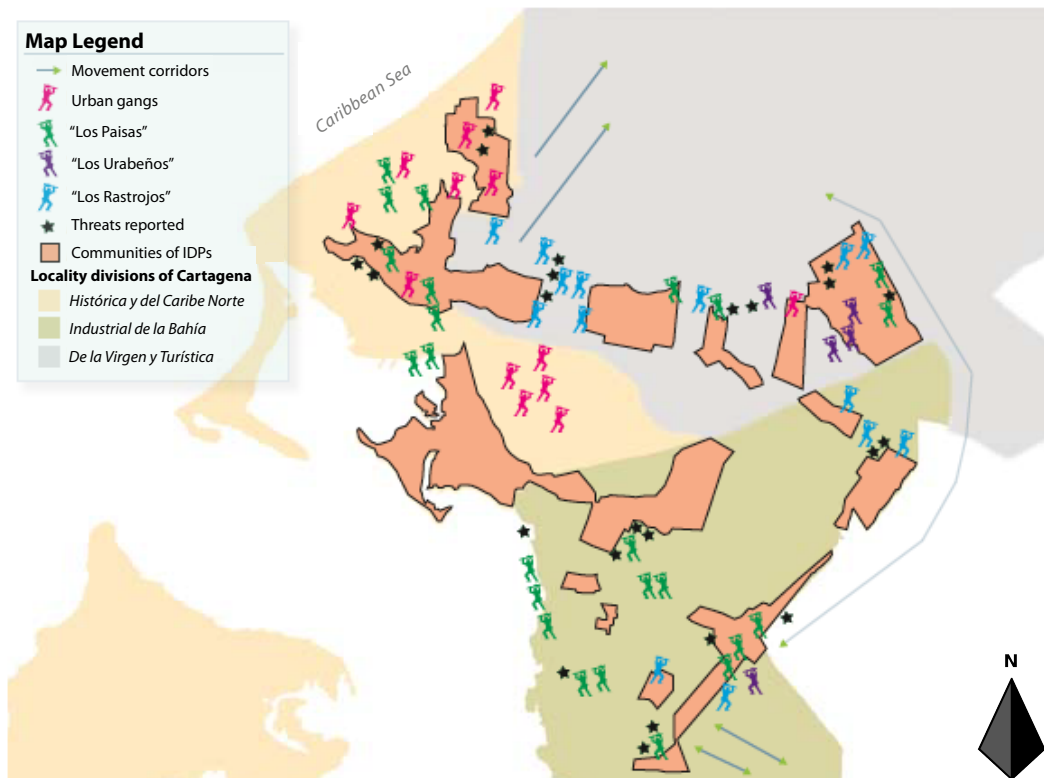 Map Legend
Movement corridors
Urban gangs
“Los Paisas”
“Los Urabeños”
“Los Rastrojos”
Threats reported
Communities of IDPs
Locality divisions of Cartagena
Histórica y del Caribe Norte
Industrial de la Bahía
De la Virgen y Turística
Caribbean Sea
N